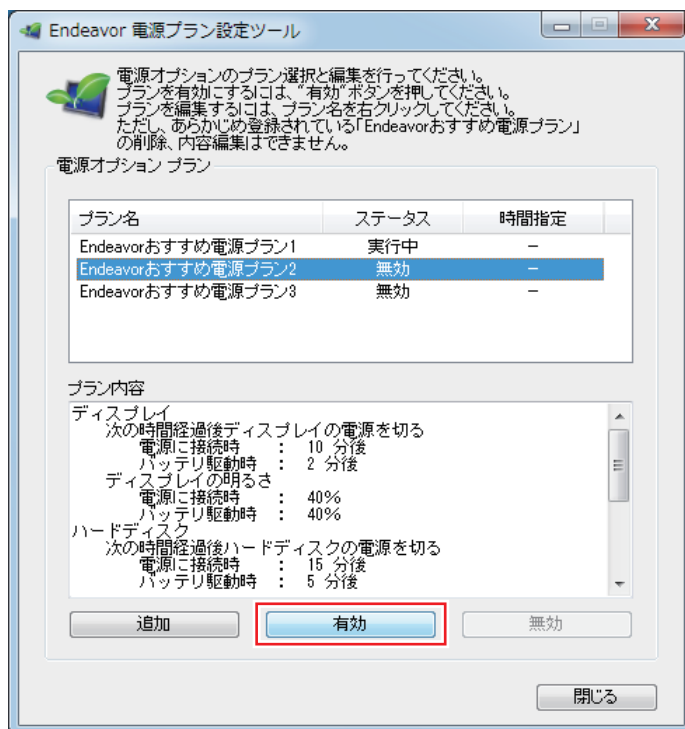 Endeavor 電源プラン設定ツール
電源オプションのプラン選択と編集を行ってください。
プランを有効にするには、"有効"ボタンを押してください。
プランを編集するには、プラン名を右クリックしてください。
ただし、あらかじめ登録されている「Endeavorおすすめ電源プラン」
の削除、内容編集はできません。
電源オプション プラン
プラン名 ステータス 時間指定
Endeavorおすすめ電源プラン1 実行中 −
Endeavorおすすめ電源プラン2 無効 −
Endeavorおすすめ電源プラン3 無効 −
プラン内容
ディスプレイ
次の時間経過後ディスプレイの電源を切る
電源に接続時 : 10 分後
バッテリ駆動時 : 2 分後
ディスプレイの明るさ
電源に接続時 : 40%
バッテリ駆動時 : 40%
ハードディスク
次の時間経過後ハードディスクの電源を切る
電源に接続時 : 15 分後
バッテリ駆動時 : 5 分後
追加 有効 無効
閉じる